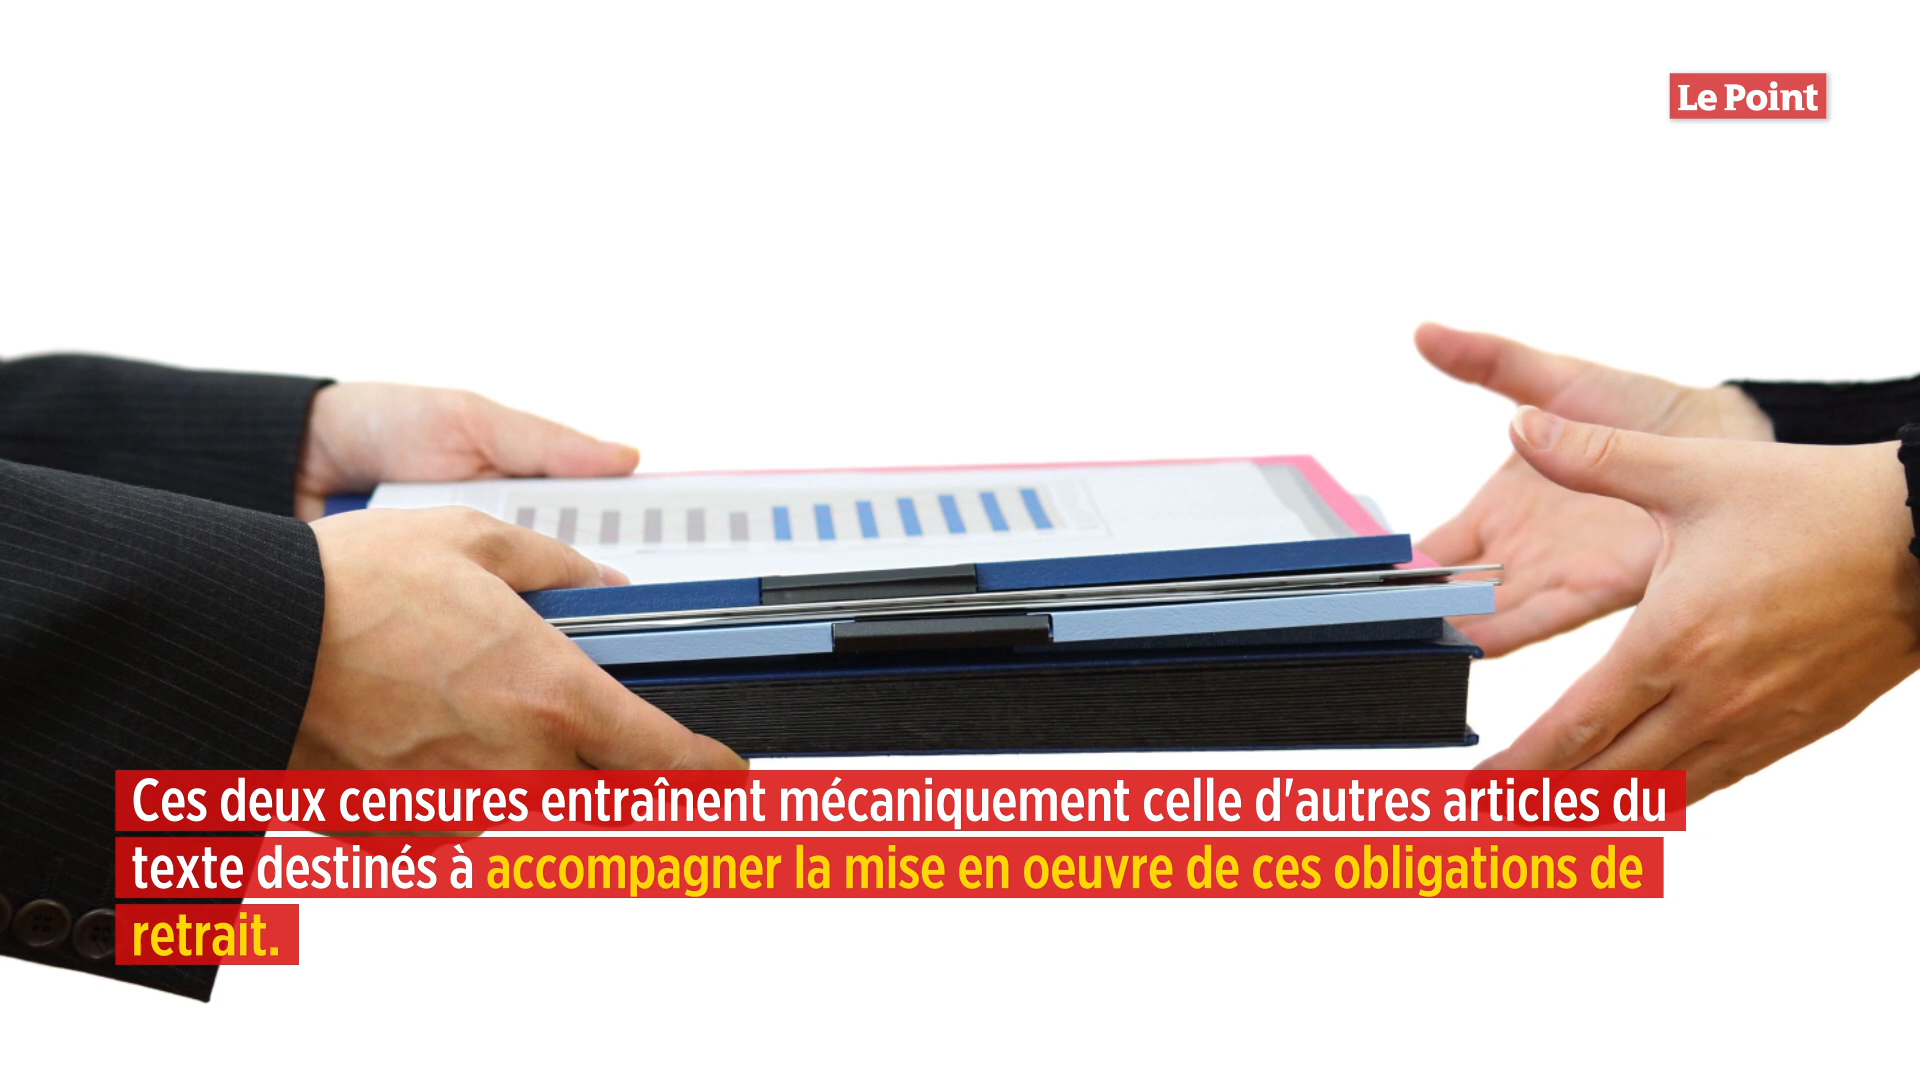 Le Point
Ces deux censures entraînent mécaniquement celle d'autres articles du
texte destinés à accompagner la mise en oeuvre de ces obligations de
retrait.